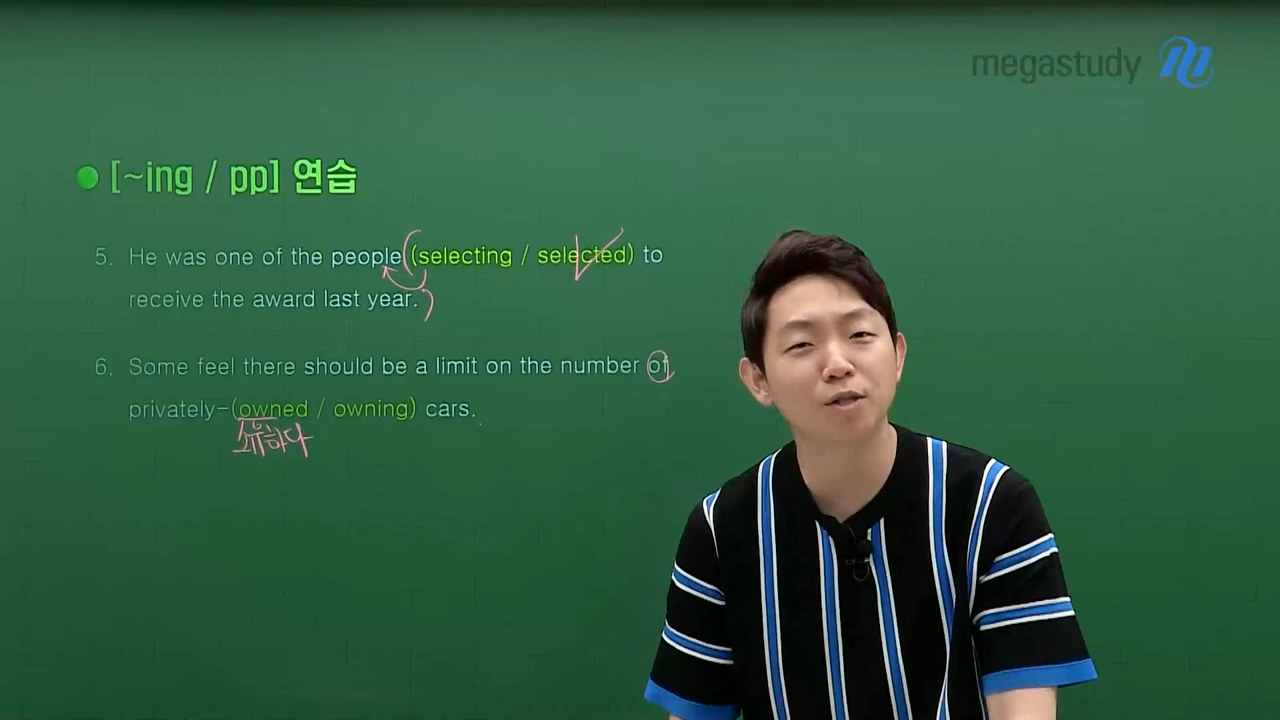 megastudy
[~ing / pp] 연습
5. He was one of the people (selecting / selected) to
receive the award last year.
6. Some feel there should be a limit on the number of
privately-(owned / owning) cars.
소유하다